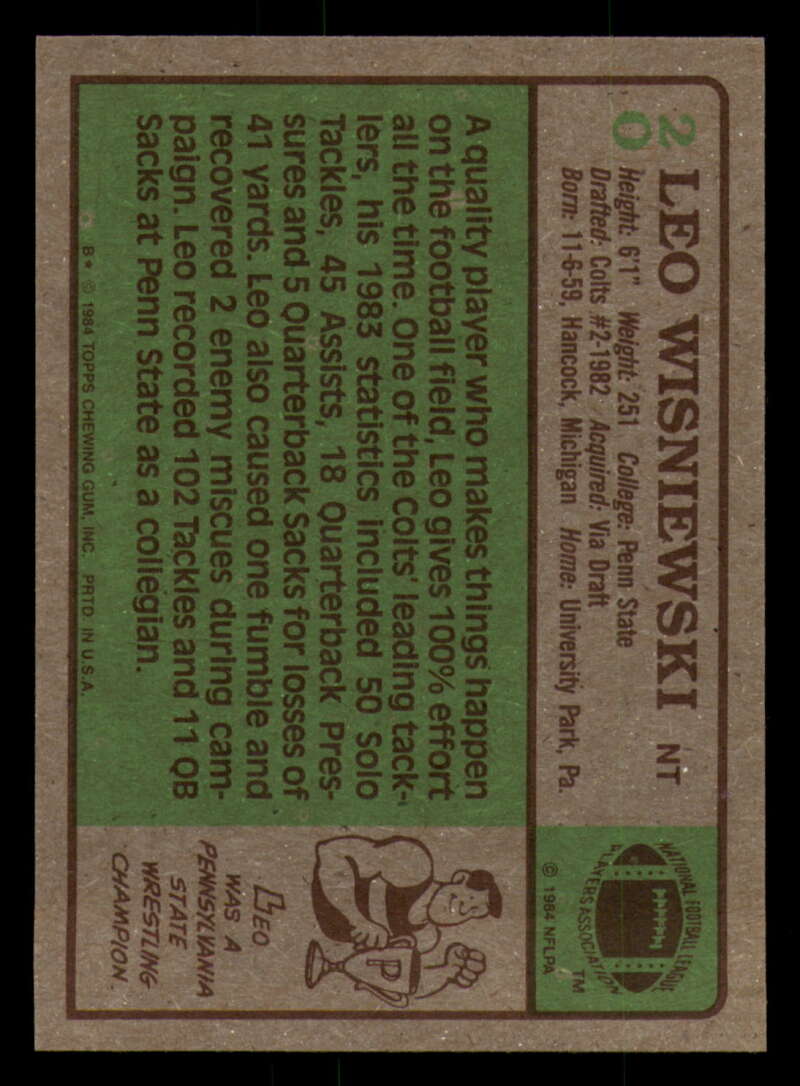 20
LEO WISNIEWSKI NT
Height: 6'1" Weight: 251 College: Penn State
Drafted: Colts #2-1982 Acquired: Via Draft
Born: 11-6-59, Hancock, Michigan Home: University Park, Pa.
NATIONAL FOOTBALL LEAGUE
PLAYERS ASSOCIATION
TM
© 1984 NFLPA
A quality player who makes things happen
on the football field, Leo gives 100% effort
all the time. One of the Colts' leading tack-
lers, his 1983 statistics included 50 Solo
Tackles, 45 Assists, 18 Quarterback Pres-
sures and 5 Quarterback Sacks for losses of
41 yards. Leo also caused one fumble and
recovered 2 enemy miscues during cam-
paign. Leo recorded 102 Tackles and 11 QB
Sacks at Penn State as a collegian.
P
LEO
WAS A
PENNSYLVANIA
STATE
WRESTLING
CHAMPION.
B* © 1984 TOPPS CHEWING GUM, INC. PRTD. IN U.S.A.